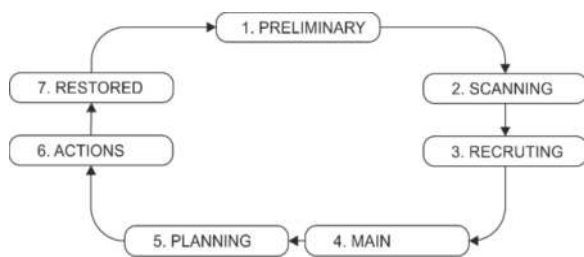 1. PRELIMINARY
2. SCANNING
3. RECRUTING
4. MAIN
5. PLANNING
6. ACTIONS
7. RESTORED